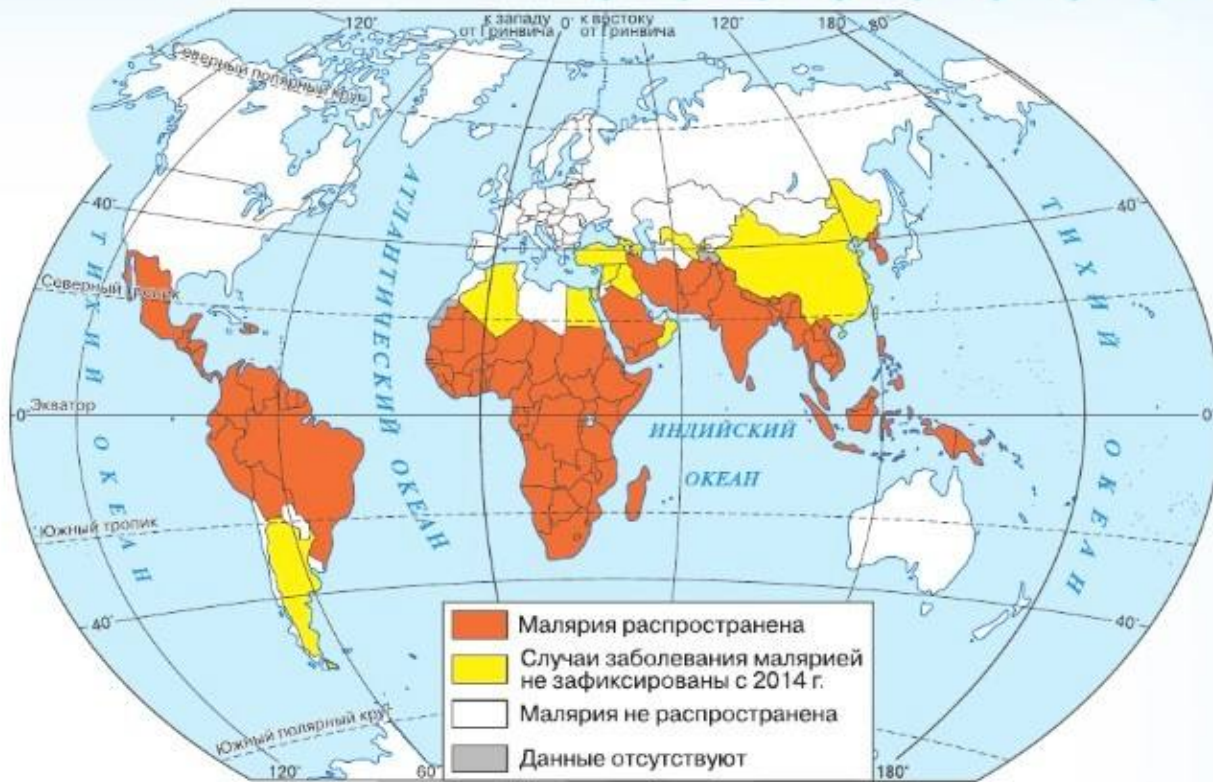 120°
к западу
от Гринвича
0°
к востоку
от Гринвича
120°
180°
80°
Северный полярный круг
40°
40°
АТЛАНТИЧЕСКИЙ ОКЕАН
ТИХИЙ ОКЕАН
ТИХИЙ ОКЕАН
Северный тропик
0°
Экватор
0°
ИНДИЙСКИЙ
ОКЕАН
Южный тропик
40°
40°
Малярия распространена
Случаи заболевания малярией
не зафиксированы с 2014 г.
Малярия не распространена
Данные отсутствуют
Южный полярный круг
120°
60°
180°